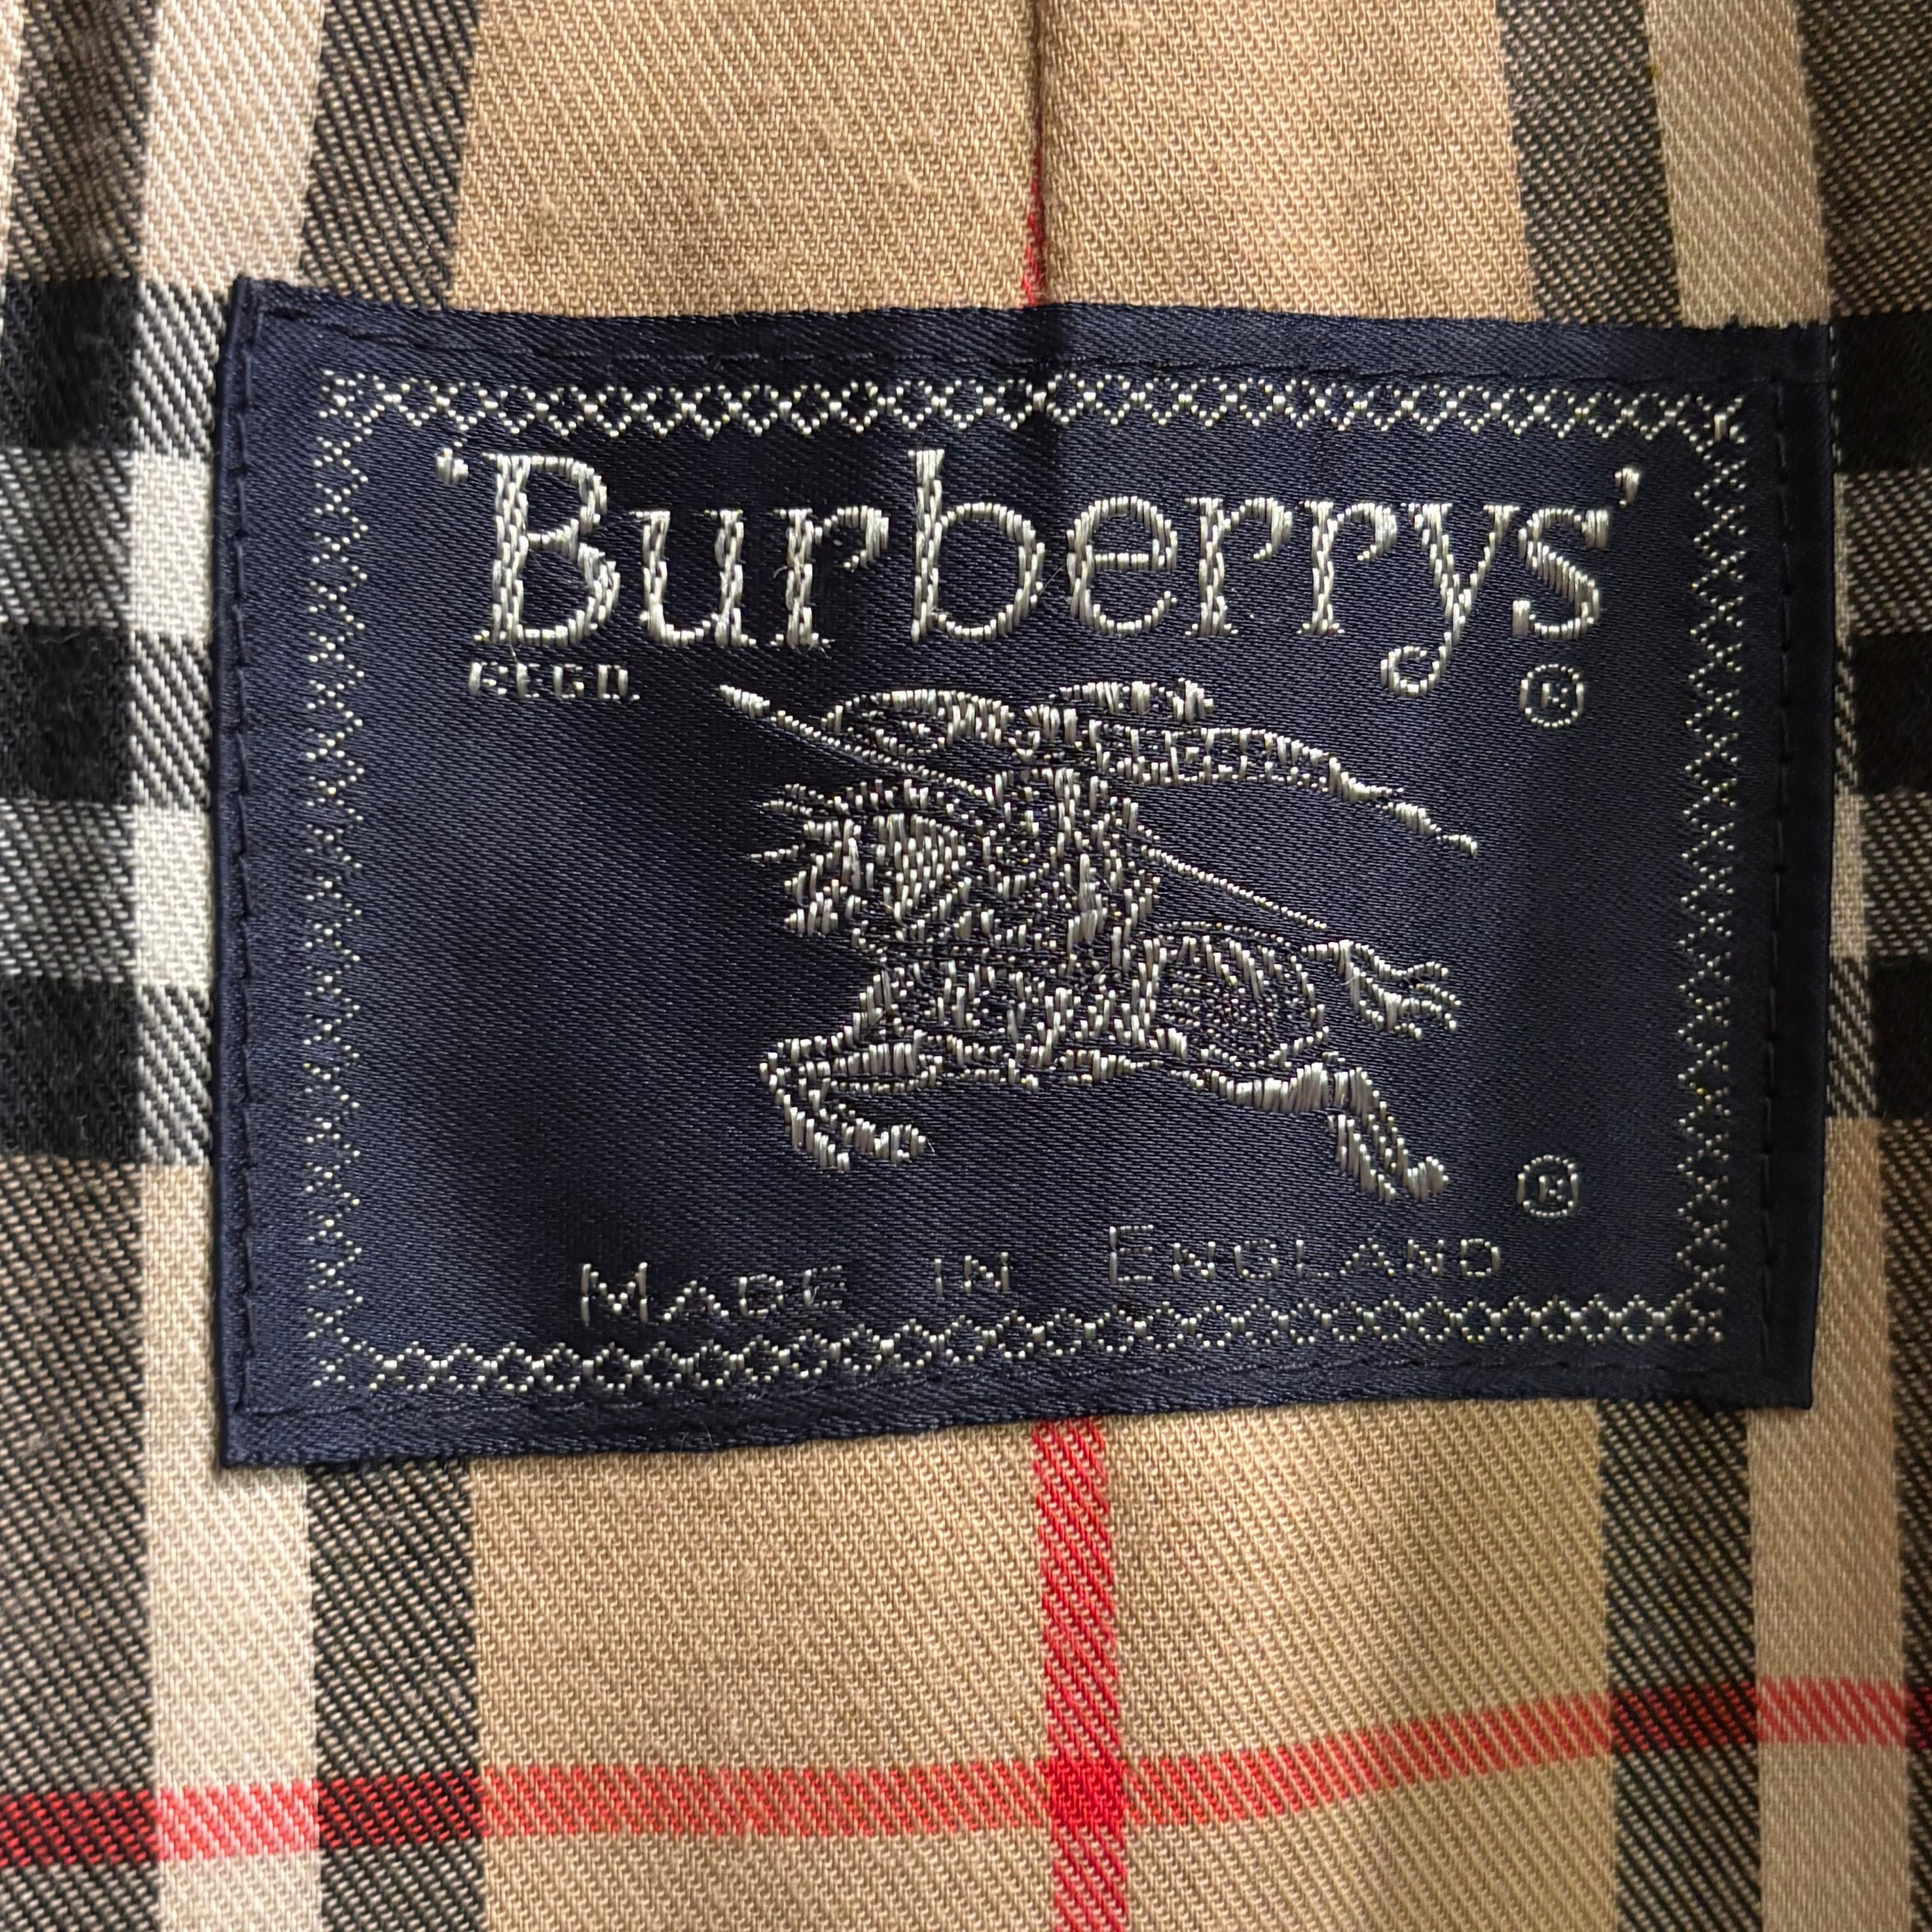 'Burberrys'
REGD. ®
®
MADE IN ENGLAND